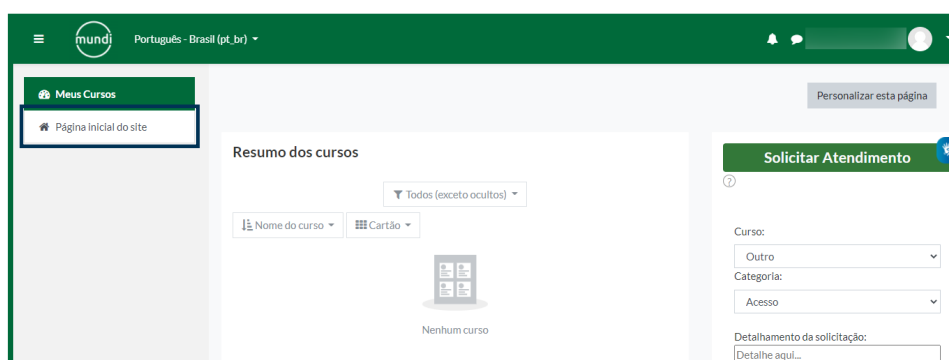 mundi
Português - Brasil (pt_br)
Meus Cursos
Página inicial do site
Personalizar esta página
Resumo dos cursos
Todos (exceto ocultos)
Nome do curso
Cartão
Nenhum curso
Solicitar Atendimento
?
Curso:
Outro
Categoria:
Acesso
Detalhamento da solicitação:
Detalhe aqui...